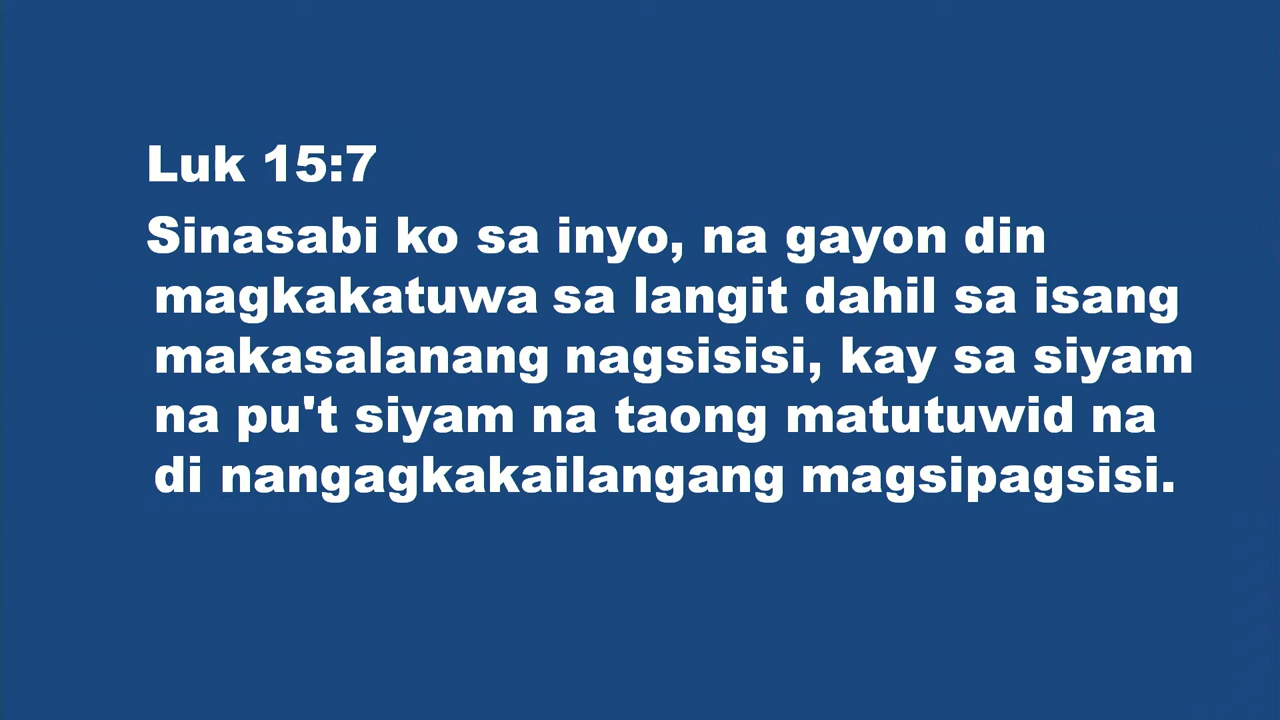 Luk 15:7
Sinasabi ko sa inyo, na gayon din
magkakatuwa sa langit dahil sa isang
makasalanang nagsisisi, kay sa siyam
na pu't siyam na taong matutuwid na
di nangagkakailangang magsipagsisi.